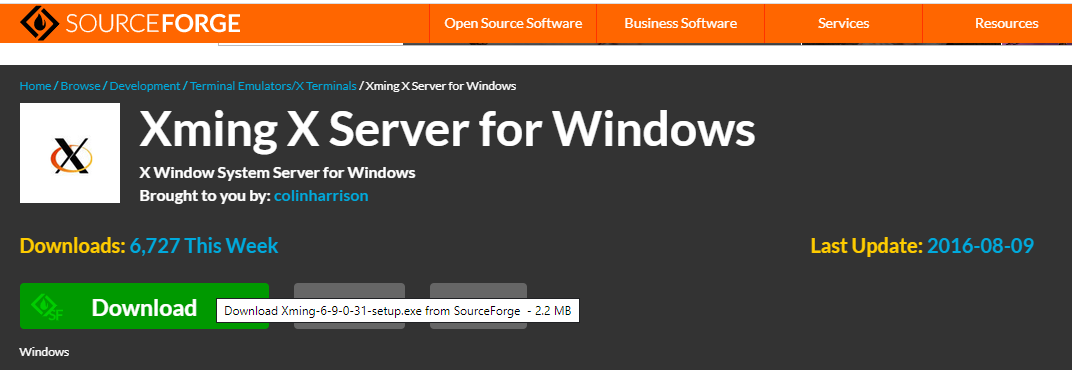 SOURCEFORGE
Open Source Software
Business Software
Services
Resources
Home / Browse / Development / Terminal Emulators/X Terminals / Xming X Server for Windows
Xming X Server for Windows
X Window System Server for Windows
Brought to you by: colinharrison
Downloads: 6,727 This Week
Last Update: 2016-08-09
SF
Download
Download Xming-6-9-0-31-setup.exe from SourceForge - 2.2 MB
Windows